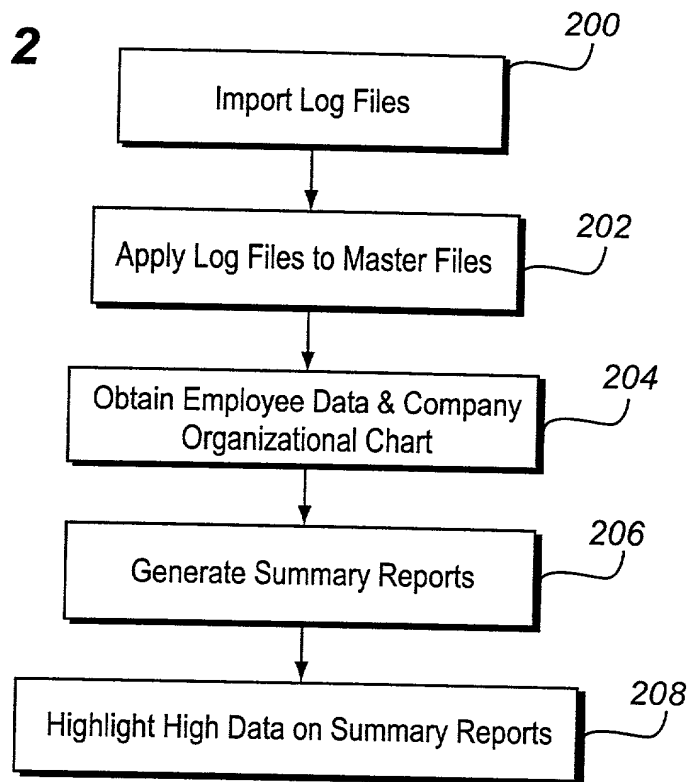 2
200
Import Log Files
202
Apply Log Files to Master Files
204
Obtain Employee Data & Company
Organizational Chart
206
Generate Summary Reports
208
Highlight High Data on Summary Reports